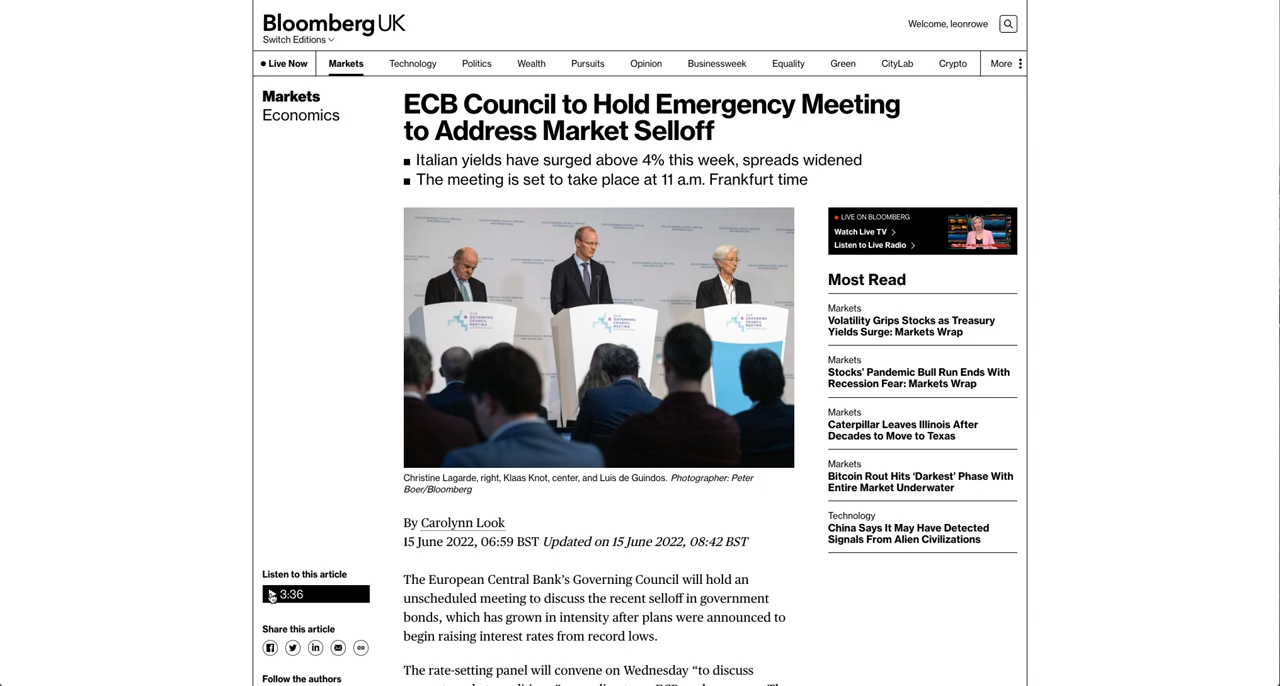 Bloomberg UK
Switch Editions
Welcome, leonrowe
Live Now
Markets
Technology
Politics
Wealth
Pursuits
Opinion
Businessweek
Equality
Green
CityLab
Crypto
More
Markets
Economics
ECB Council to Hold Emergency Meeting
to Address Market Selloff
Italian yields have surged above 4% this week, spreads widened
The meeting is set to take place at 11 a.m. Frankfurt time
Christine Lagarde, right, Klaas Knot, center, and Luis de Guindos. Photographer: Peter
Boer/Bloomberg
By Carolynn Look
15 June 2022, 06:59 BST Updated on 15 June 2022, 08:42 BST
Listen to this article
3:36
Share this article
Follow the authors
The European Central Bank's Governing Council will hold an
unscheduled meeting to discuss the recent selloff in government
bonds, which has grown in intensity after plans were announced to
begin raising interest rates from record lows.
The rate-setting panel will convene on Wednesday “to discuss
LIVE ON BLOOMBERG
Watch Live TV
Listen to Live Radio
Most Read
Markets
Volatility Grips Stocks as Treasury
Yields Surge: Markets Wrap
Markets
Stocks' Pandemic Bull Run Ends With
Recession Fear: Markets Wrap
Markets
Caterpillar Leaves Illinois After
Decades to Move to Texas
Markets
Bitcoin Rout Hits ‘Darkest’ Phase With
Entire Market Underwater
Technology
China Says It May Have Detected
Signals From Alien Civilizations